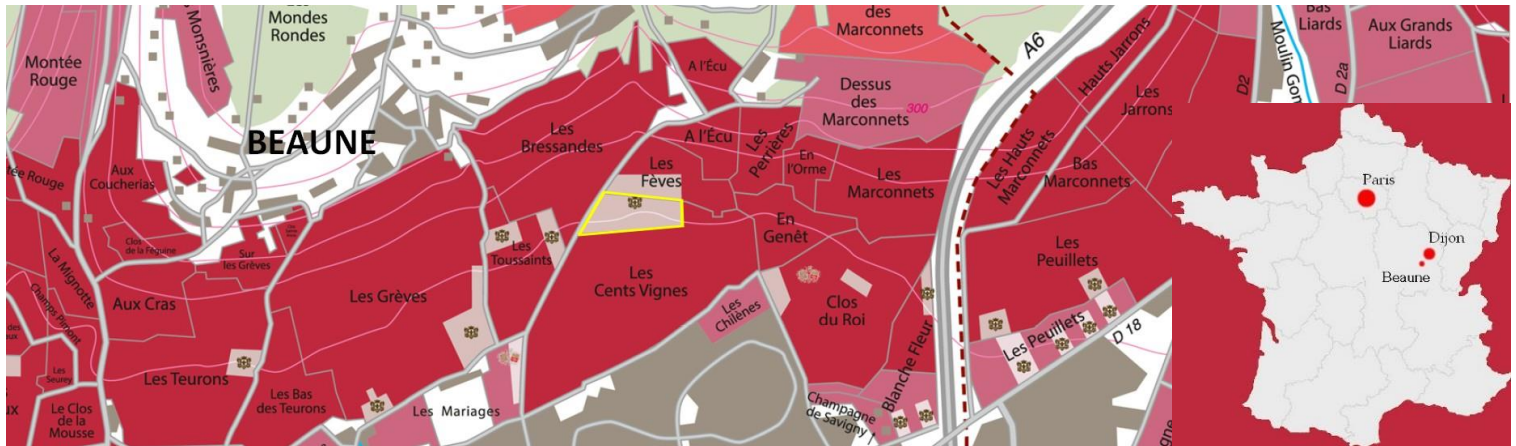 Les
Mondes
Rondes
Monsnières
Montée
Rouge
BEAUNE
Aux
Coucherias
Rouge
La Mignotte
Clos
de la Féguine
Sur
les Grèves
Champs Pimont
Aux Cras
Les
Seurey
Le Clos
de la
Mousse
Les Teurons
Les Grèves
Les Bas
des Teurons
Les Mariages
Les
Toussaints
Les
Bressandes
Les
Fèves
Les
Cents Vignes
Les
Chilènes
A l'Écu
A l'Écu
Les
Perrières
En
l'Orme
des
Marconnets
Dessus
des
Marconnets
300
Les
Marconnets
En
Genêt
Clos
du Roi
Blanche Fleur
Champagne
de Savigny
A6
Les Hauts
Marconnets
Hauts Jarrons
Les
Jarrons
Bas
Marconnets
Les
Peuillets
Les Peuillets
D 18
D2
Moulin
Bas
Liards
D 2a
Aux Grands
Liards
Paris
Dijon
Beaune